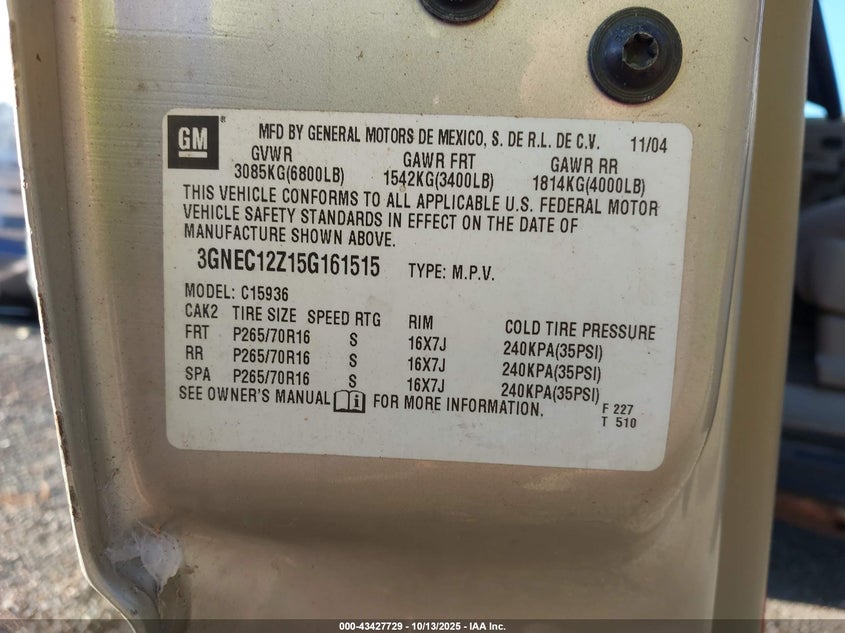 GM
MFD BY GENERAL MOTORS DE MEXICO, S. DE R.L. DE C.V. 11/04
GVWR GAWR FRT GAWR RR
3085KG(6800LB) 1542KG(3400LB) 1814KG(4000LB)
THIS VEHICLE CONFORMS TO ALL APPLICABLE U.S. FEDERAL MOTOR
VEHICLE SAFETY STANDARDS IN EFFECT ON THE DATE OF
MANUFACTURE SHOWN ABOVE.
3GNEC12Z15G161515 TYPE: M.P.V.
MODEL: C15936
CAK2 TIRE SIZE SPEED RTG RIM COLD TIRE PRESSURE
FRT P265/70R16 S 16X7J 240KPA(35PSI)
RR P265/70R16 S 16X7J 240KPA(35PSI)
SPA P265/70R16 S 16X7J 240KPA(35PSI)
SEE OWNER'S MANUAL FOR MORE INFORMATION.
F 227
T 510
000-43427729 - 10/13/2025 - IAA Inc.